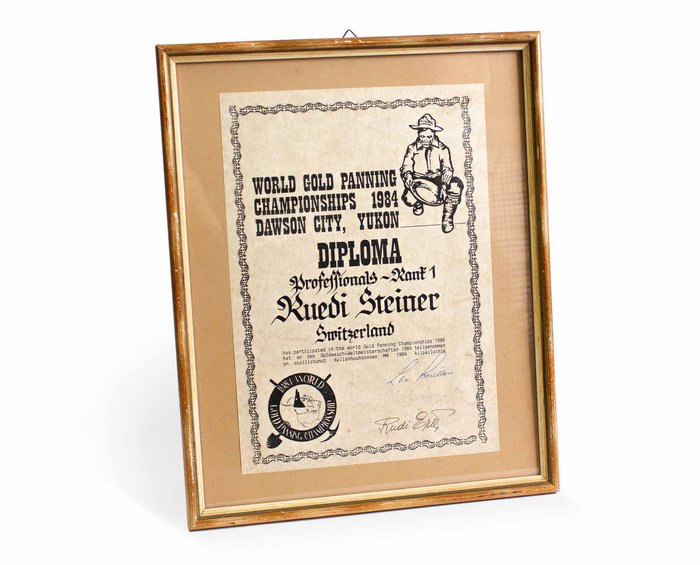 WORLD GOLD PANNING
CHAMPIONSHIPS 1984
DAWSON CITY, YUKON
DIPLOMA
Professionals - Rank 1
Ruedi Steiner
Switzerland
has participated in the World Gold Panning Championships 1984
hat an den Goldwasch-Weltmeisterschaften 1984 teilgenommen
on osallistunut Kullanhuuhdonnan MM 1984 kilpailuihin
1984 WORLD
GOLD PANNING CHAMPIONSHIP
Rudi